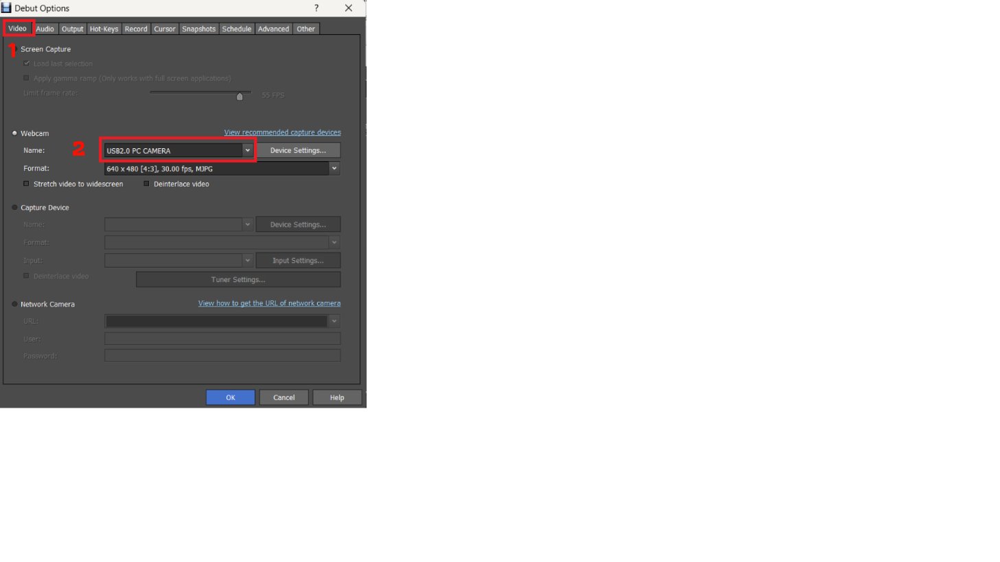 Debut Options ?
Video Audio Output Hot-Keys Record Cursor Snapshots Schedule Advanced Other
1
Screen Capture
Load last selection
Apply gamma ramp (Only works with full screen applications)
Limit frame rate: 55 FPS
Webcam View recommended capture devices
Name: 2 USB2.0 PC CAMERA Device Settings...
Format: 640 x 480 [4:3], 30.00 fps, MJPG
Stretch video to widescreen Deinterlace video
Capture Device
Name: Device Settings...
Format:
Input: Input Settings...
Deinterlace video Tuner Settings...
Network Camera View how to get the URL of network camera
URL:
User:
Password:
OK Cancel Help